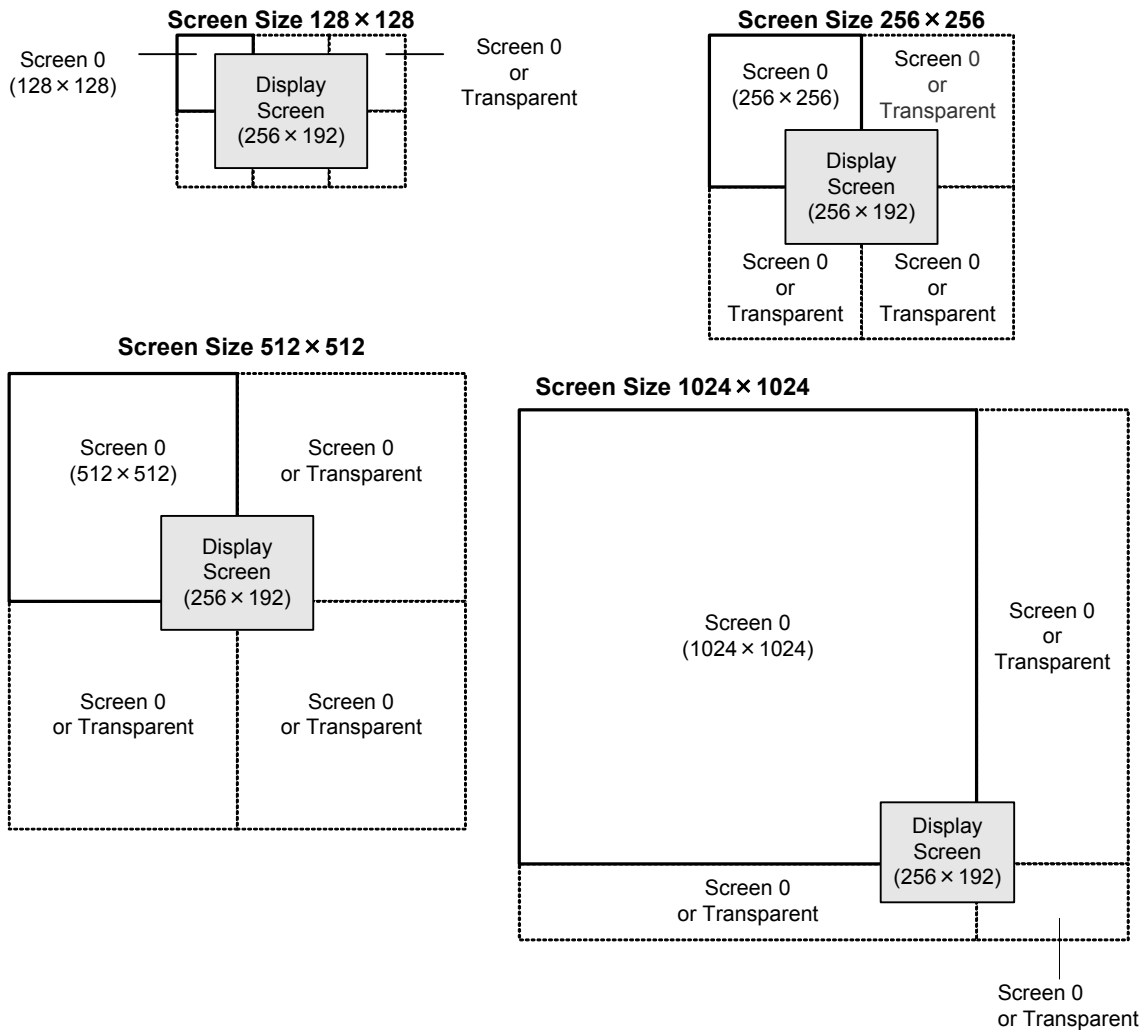 Screen Size 128×128
Screen 0
(128×128)
Display
Screen
(256×192)
Screen 0
or
Transparent
Screen Size 256×256
Screen 0
(256×256)
Screen 0
or
Transparent
Display
Screen
(256×192)
Screen 0
or
Transparent
Screen 0
or
Transparent
Screen Size 512×512
Screen 0
(512×512)
Screen 0
or Transparent
Display
Screen
(256×192)
Screen 0
or Transparent
Screen 0
or Transparent
Screen Size 1024×1024
Screen 0
(1024×1024)
Screen 0
or
Transparent
Display
Screen
(256×192)
Screen 0
or Transparent
Screen 0
or Transparent